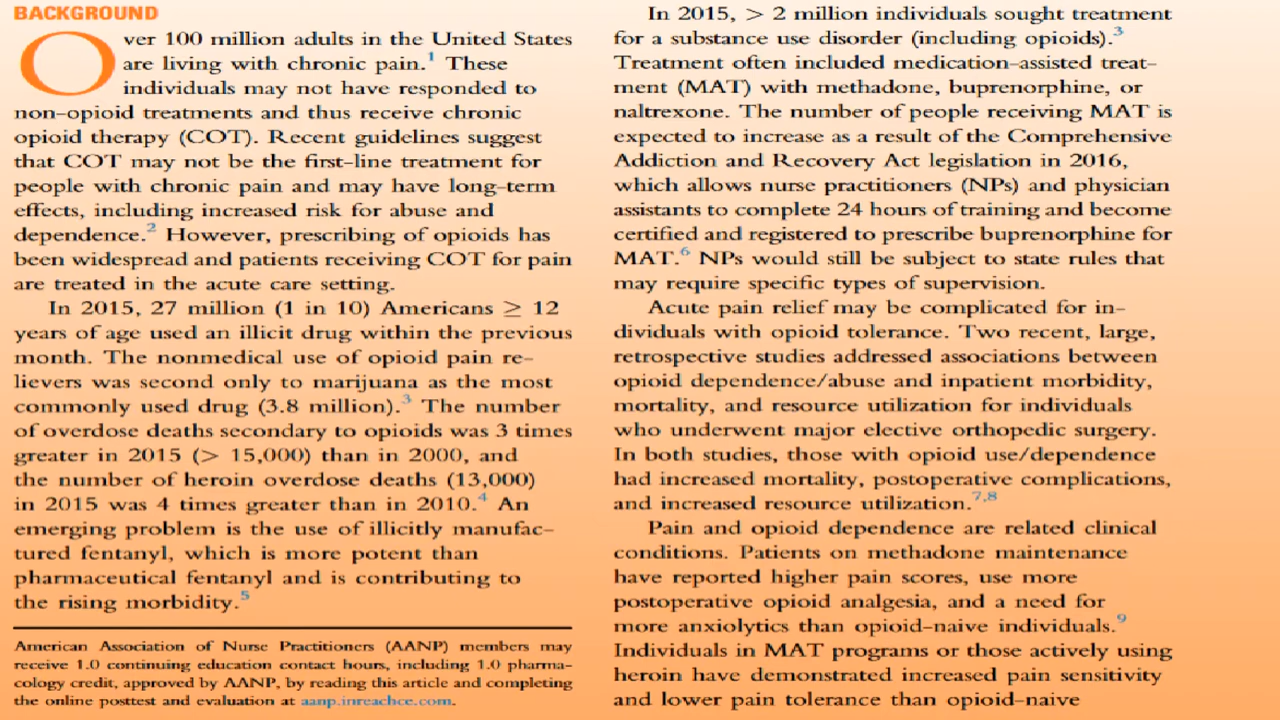 BACKGROUND
Over 100 million adults in the United States
are living with chronic pain.1 These
individuals may not have responded to
non-opioid treatments and thus receive chronic
opioid therapy (COT). Recent guidelines suggest
that COT may not be the first-line treatment for
people with chronic pain and may have long-term
effects, including increased risk for abuse and
dependence.2 However, prescribing of opioids has
been widespread and patients receiving COT for pain
are treated in the acute care setting.
In 2015, 27 million (1 in 10) Americans ≥ 12
years of age used an illicit drug within the previous
month. The nonmedical use of opioid pain re-
lievers was second only to marijuana as the most
commonly used drug (3.8 million).3 The number
of overdose deaths secondary to opioids was 3 times
greater in 2015 (> 15,000) than in 2000, and
the number of heroin overdose deaths (13,000)
in 2015 was 4 times greater than in 2010.4 An
emerging problem is the use of illicitly manufac-
tured fentanyl, which is more potent than
pharmaceutical fentanyl and is contributing to
the rising morbidity.5
American Association of Nurse Practitioners (AANP) members may
receive 1.0 continuing education contact hours, including 1.0 pharma-
cology credit, approved by AANP, by reading this article and completing
the online posttest and evaluation at aanp.inreachce.com.
In 2015, > 2 million individuals sought treatment
for a substance use disorder (including opioids).3
Treatment often included medication-assisted treat-
ment (MAT) with methadone, buprenorphine, or
naltrexone. The number of people receiving MAT is
expected to increase as a result of the Comprehensive
Addiction and Recovery Act legislation in 2016,
which allows nurse practitioners (NPs) and physician
assistants to complete 24 hours of training and become
certified and registered to prescribe buprenorphine for
MAT.6 NPs would still be subject to state rules that
may require specific types of supervision.
Acute pain relief may be complicated for in-
dividuals with opioid tolerance. Two recent, large,
retrospective studies addressed associations between
opioid dependence/abuse and inpatient morbidity,
mortality, and resource utilization for individuals
who underwent major elective orthopedic surgery.
In both studies, those with opioid use/dependence
had increased mortality, postoperative complications,
and increased resource utilization.7,8
Pain and opioid dependence are related clinical
conditions. Patients on methadone maintenance
have reported higher pain scores, use more
postoperative opioid analgesia, and a need for
more anxiolytics than opioid-naive individuals.9
Individuals in MAT programs or those actively using
heroin have demonstrated increased pain sensitivity
and lower pain tolerance than opioid-naive